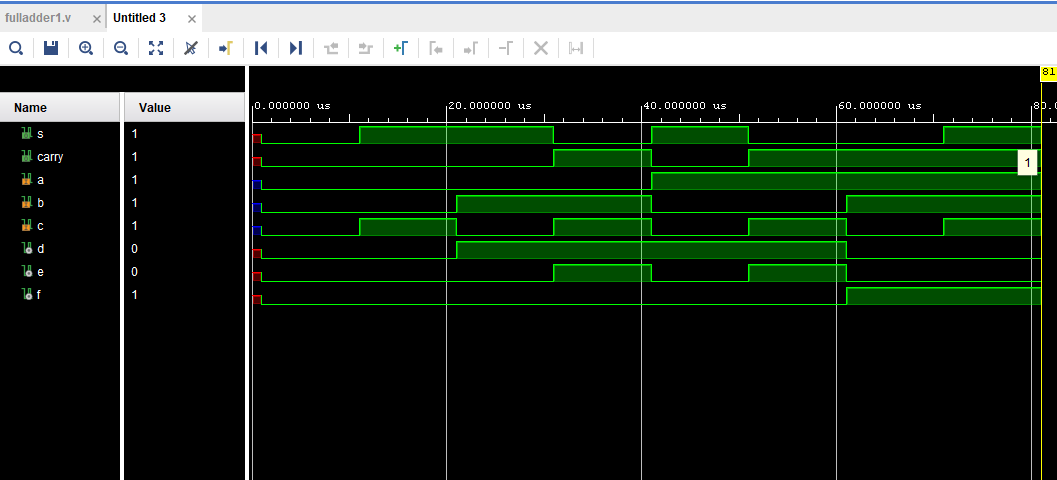 fulladder1.v × Untitled 3 ×
81
0.000000 us 20.000000 us 40.000000 us 60.000000 us 80.0
Name Value
s 1
carry 1
1
a 1
b 1
c 1
d 0
e 0
f 1